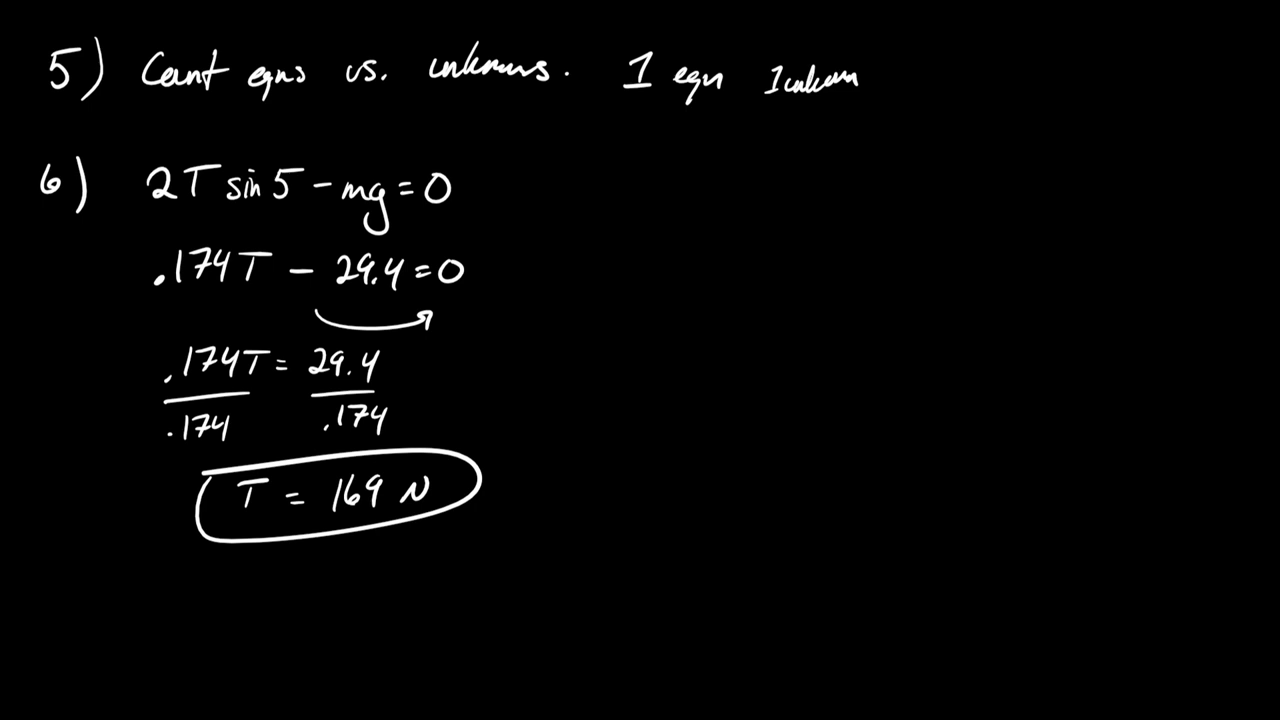 5) Count eqns vs. unknowns. 1 eqn 1 unknown
6) 2T sin 5 - mg = 0
.174T - 29.4 = 0
.174T = 29.4
.174 .174
T = 169 N